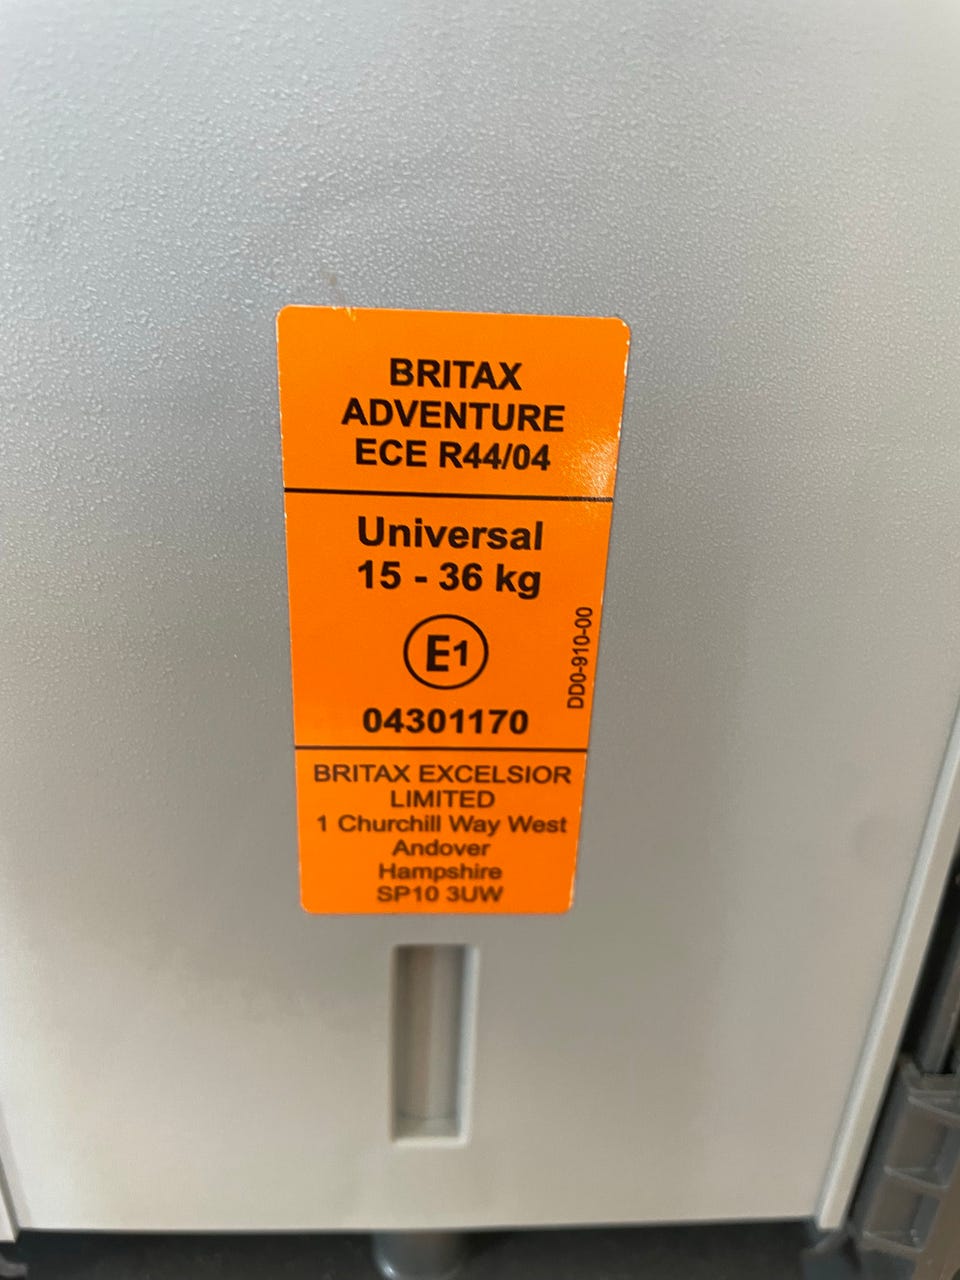 BRITAX
ADVENTURE
ECE R44/04
Universal
15 - 36 kg
E1
DD0-910-00
04301170
BRITAX EXCELSIOR
LIMITED
1 Churchill Way West
Andover
Hampshire
SP10 3UW